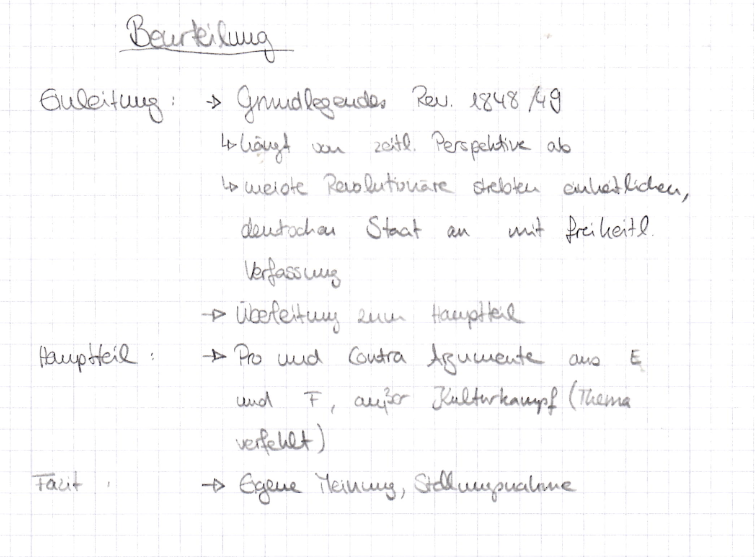 Beurteilung
Einleitung: → Grundlegendes Rev. 1848/49
↳ hängt von zeitl. Perspektive ab
↳ meiste Revolutionäre strebten einheitlichen,
deutschen Staat an mit freiheitl.
Verfassung
→ Überleitung zum Hauptteil
Hauptteil: → Pro und Contra Argumente aus E
und F, außer Kulturkampf (Thema
verfehlt)
Fazit: → Eigene Meinung, Stellungnahme